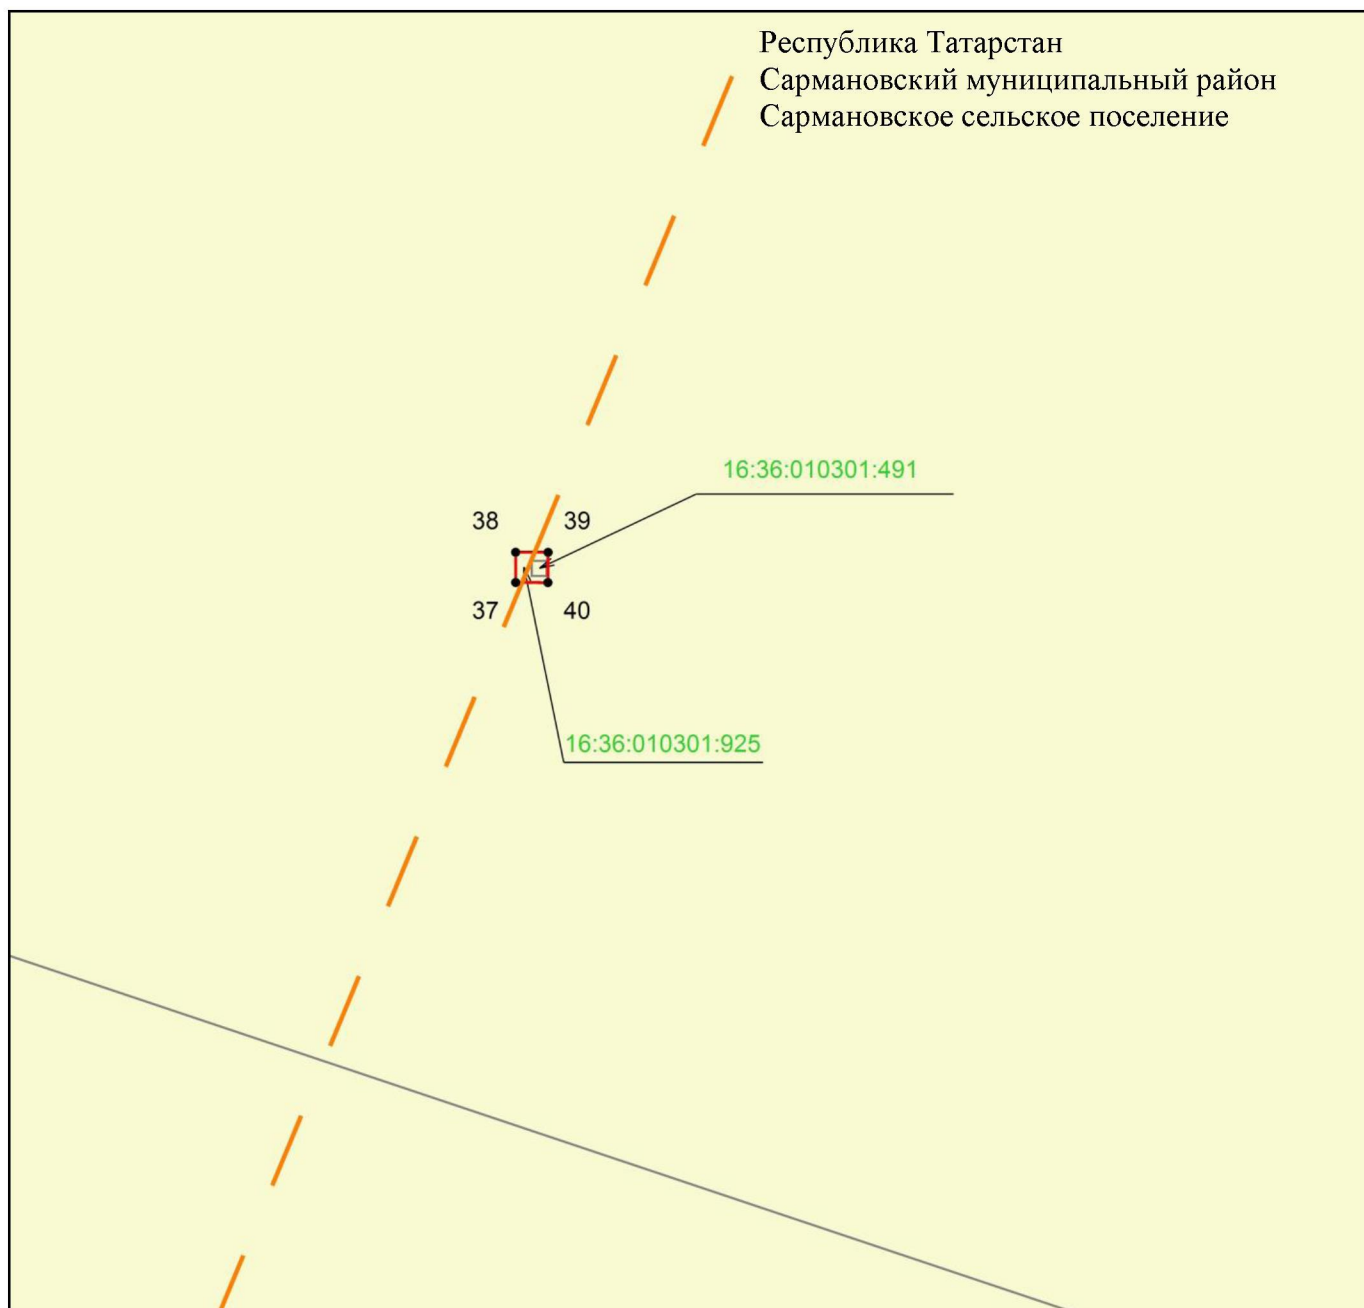 Республика Татарстан
Сармановский муниципальный район
Сармановское сельское поселение
16:36:010301:491
38
39
37
40
16:36:010301:925